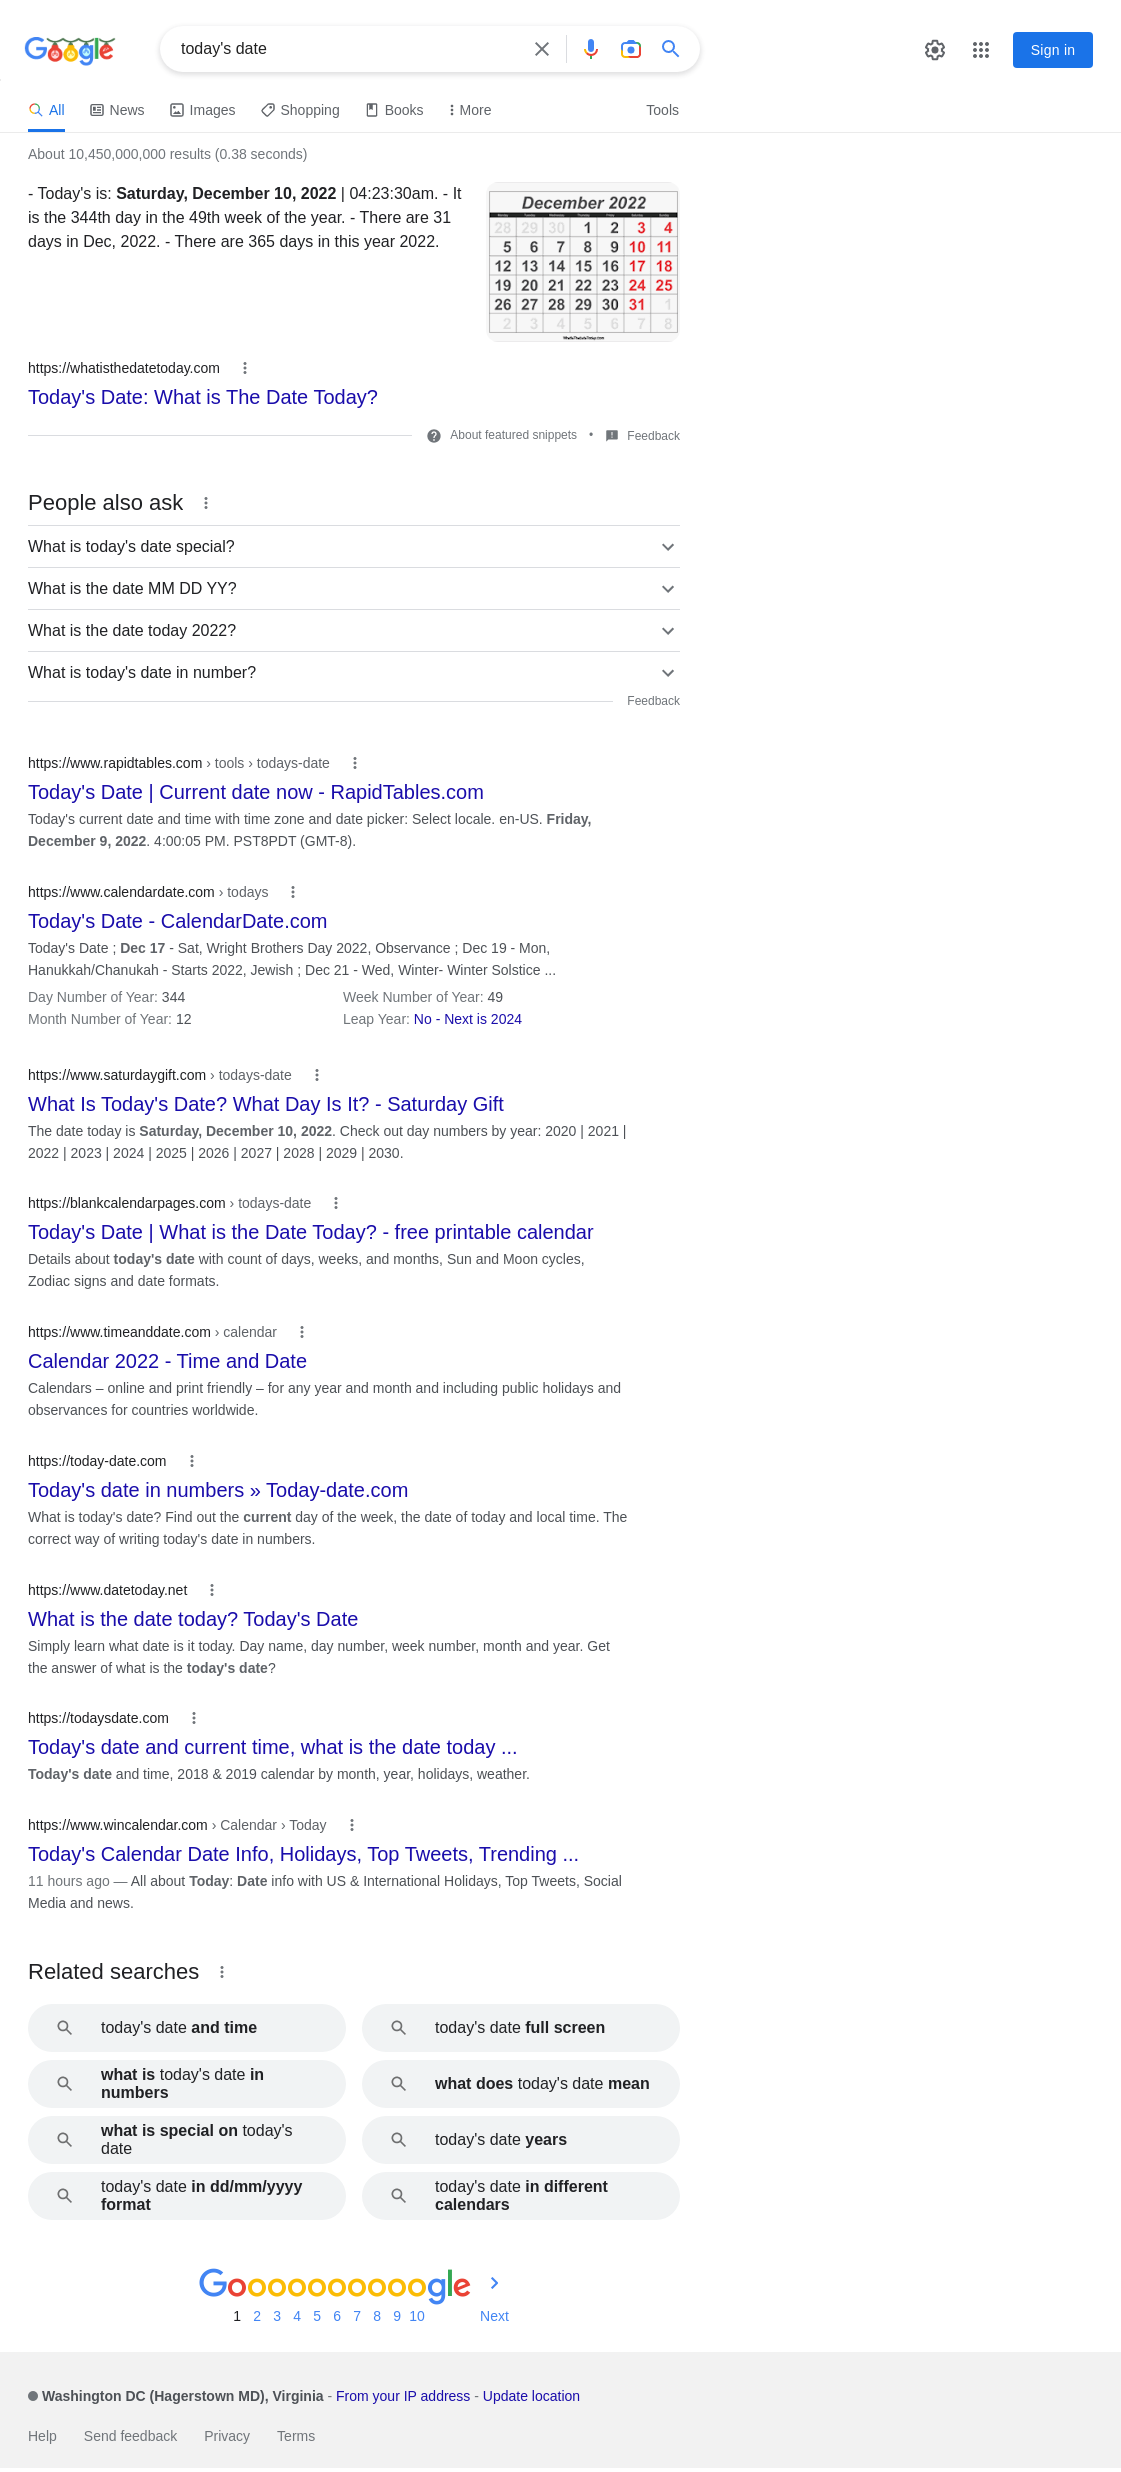 Google
today's date
Sign in
All
News
Images
Shopping
Books
More
Tools
About 10,450,000,000 results (0.38 seconds)
- Today's is: Saturday, December 10, 2022 | 04:23:30am. - It
is the 344th day in the 49th week of the year. - There are 31
days in Dec, 2022. - There are 365 days in this year 2022.
December 2022
Monday Tuesday Wednesday Thursday Friday Saturday Sunday
28 29 30 1 2 3 4
5 6 7 8 9 10 11
12 13 14 15 16 17 18
19 20 21 22 23 24 25
26 27 28 29 30 31 1
2 3 4 5 6 7 8
WhatIsTheDateToday.com
https://whatisthedatetoday.com
Today's Date: What is The Date Today?
About featured snippets • Feedback
People also ask
What is today's date special?
What is the date MM DD YY?
What is the date today 2022?
What is today's date in number?
Feedback
https://www.rapidtables.com › tools › todays-date
Today's Date | Current date now - RapidTables.com
Today's current date and time with time zone and date picker: Select locale. en-US. Friday,
December 9, 2022. 4:00:05 PM. PST8PDT (GMT-8).
https://www.calendardate.com › todays
Today's Date - CalendarDate.com
Today's Date ; Dec 17 - Sat, Wright Brothers Day 2022, Observance ; Dec 19 - Mon,
Hanukkah/Chanukah - Starts 2022, Jewish ; Dec 21 - Wed, Winter- Winter Solstice ...
Day Number of Year: 344
Week Number of Year: 49
Month Number of Year: 12
Leap Year: No - Next is 2024
https://www.saturdaygift.com › todays-date
What Is Today's Date? What Day Is It? - Saturday Gift
The date today is Saturday, December 10, 2022. Check out day numbers by year: 2020 | 2021 |
2022 | 2023 | 2024 | 2025 | 2026 | 2027 | 2028 | 2029 | 2030.
https://blankcalendarpages.com › todays-date
Today's Date | What is the Date Today? - free printable calendar
Details about today's date with count of days, weeks, and months, Sun and Moon cycles,
Zodiac signs and date formats.
https://www.timeanddate.com › calendar
Calendar 2022 - Time and Date
Calendars – online and print friendly – for any year and month and including public holidays and
observances for countries worldwide.
https://today-date.com
Today's date in numbers » Today-date.com
What is today's date? Find out the current day of the week, the date of today and local time. The
correct way of writing today's date in numbers.
https://www.datetoday.net
What is the date today? Today's Date
Simply learn what date is it today. Day name, day number, week number, month and year. Get
the answer of what is the today's date?
https://todaysdate.com
Today's date and current time, what is the date today ...
Today's date and time, 2018 & 2019 calendar by month, year, holidays, weather.
https://www.wincalendar.com › Calendar › Today
Today's Calendar Date Info, Holidays, Top Tweets, Trending ...
11 hours ago — All about Today: Date info with US & International Holidays, Top Tweets, Social
Media and news.
Related searches
today's date and time
today's date full screen
what is today's date in
numbers
what does today's date mean
what is special on today's
date
today's date years
today's date in dd/mm/yyyy
format
today's date in different
calendars
Goooooooooogle
1 2 3 4 5 6 7 8 9 10 Next
Washington DC (Hagerstown MD), Virginia - From your IP address - Update location
Help Send feedback Privacy Terms